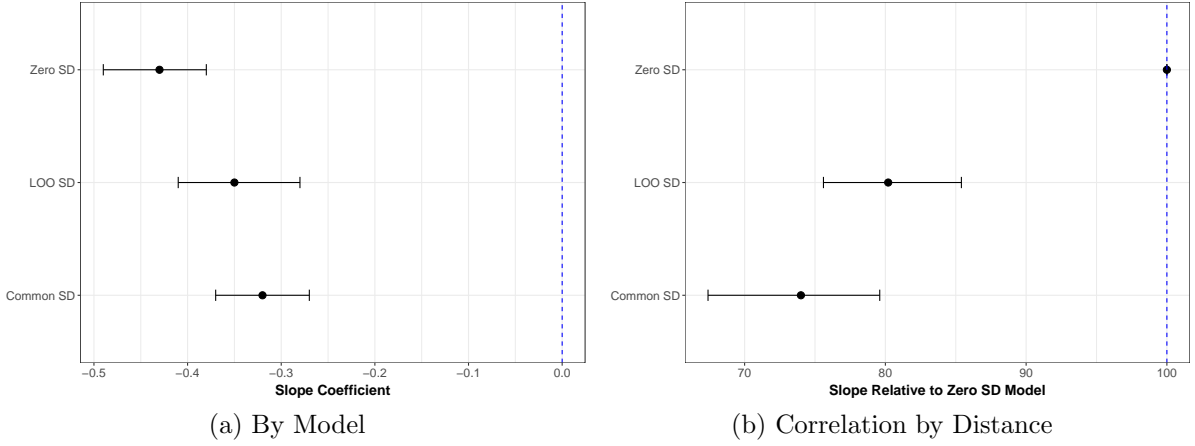 Zero SD
LOO SD
Common SD
−0.5 −0.4 −0.3 −0.2 −0.1 0.0
Slope Coefficient
(a) By Model
Zero SD
LOO SD
Common SD
70 80 90 100
Slope Relative to Zero SD Model
(b) Correlation by Distance